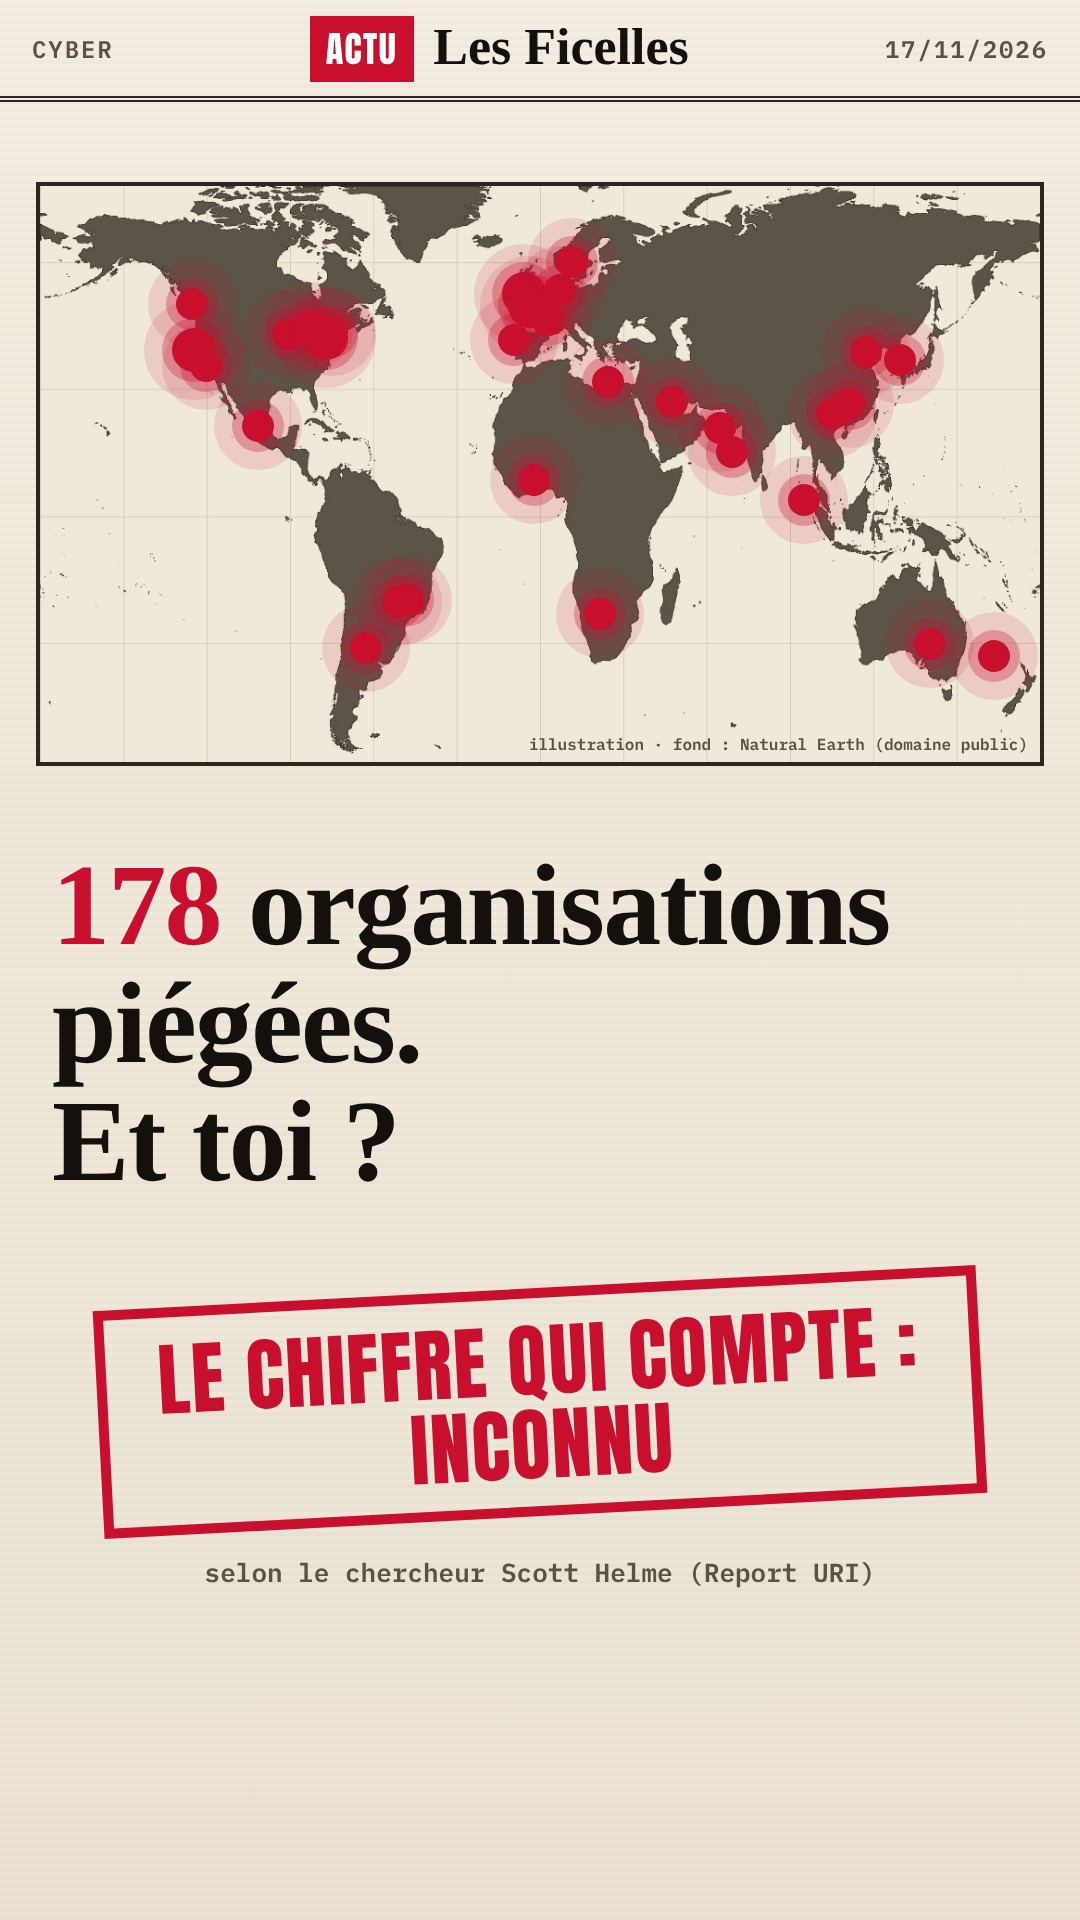 CYBER
ACTU
Les Ficelles
17/11/2026
illustration · fond : Natural Earth (domaine public)
178 organisations
piégées.
Et toi ?
LE CHIFFRE QUI COMPTE :
INCONNU
selon le chercheur Scott Helme (Report URI)